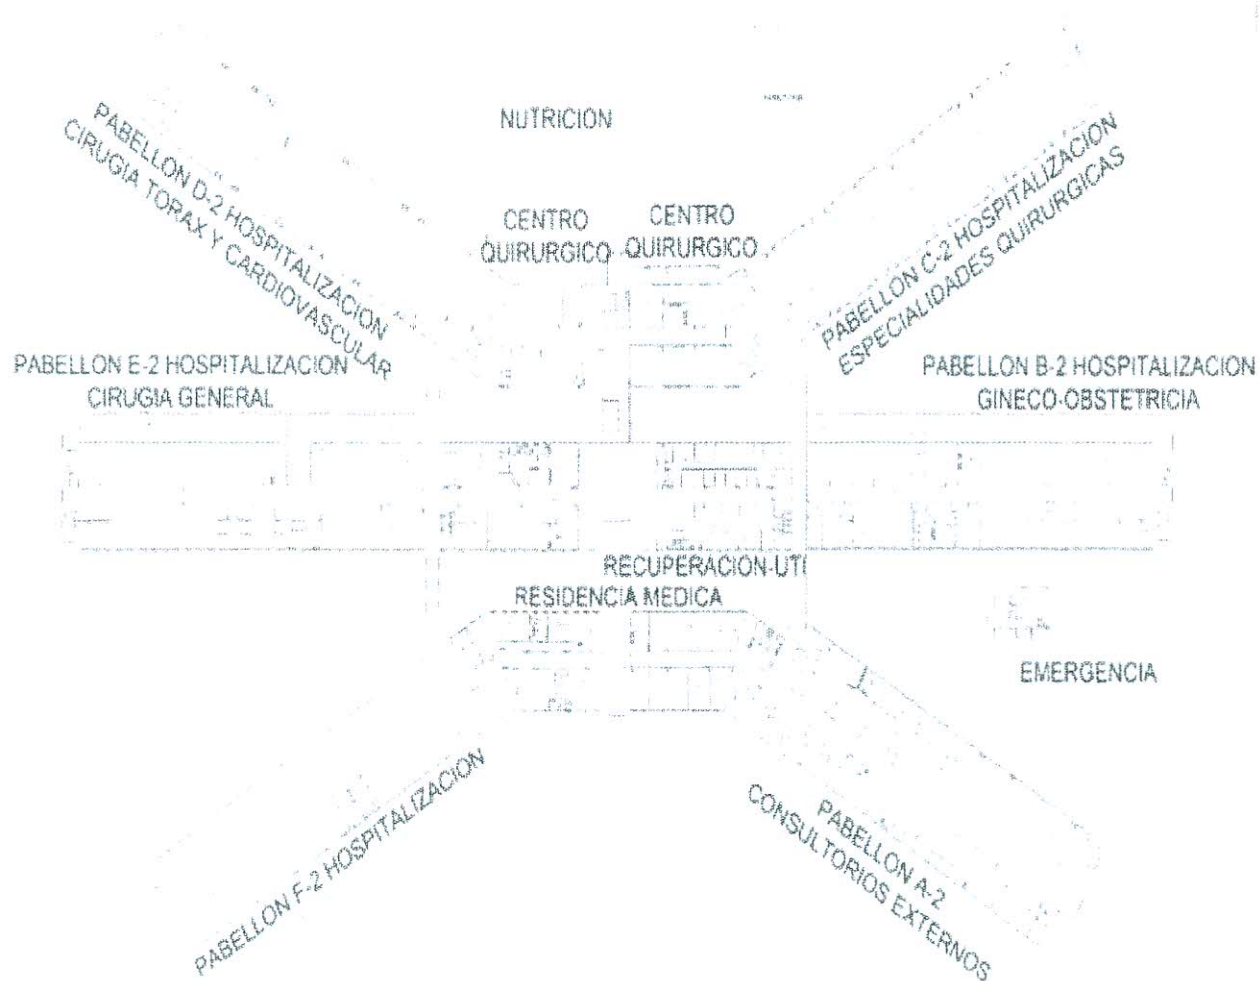 NUTRICION
PABELLON D-2 HOSPITALIZACION
CIRUGIA TORAX Y CARDIOVASCULAR
CENTRO
QUIRURGICO
CENTRO
QUIRURGICO
PABELLON C-2 HOSPITALIZACION
ESPECIALIDADES QUIRURGICAS
PABELLON E-2 HOSPITALIZACION
CIRUGIA GENERAL
PABELLON B-2 HOSPITALIZACION
GINECO-OBSTETRICIA
RECUPERACION-UTI
RESIDENCIA MEDICA
EMERGENCIA
PABELLON F-2 HOSPITALIZACION
PABELLON A-2
CONSULTORIOS EXTERNOS